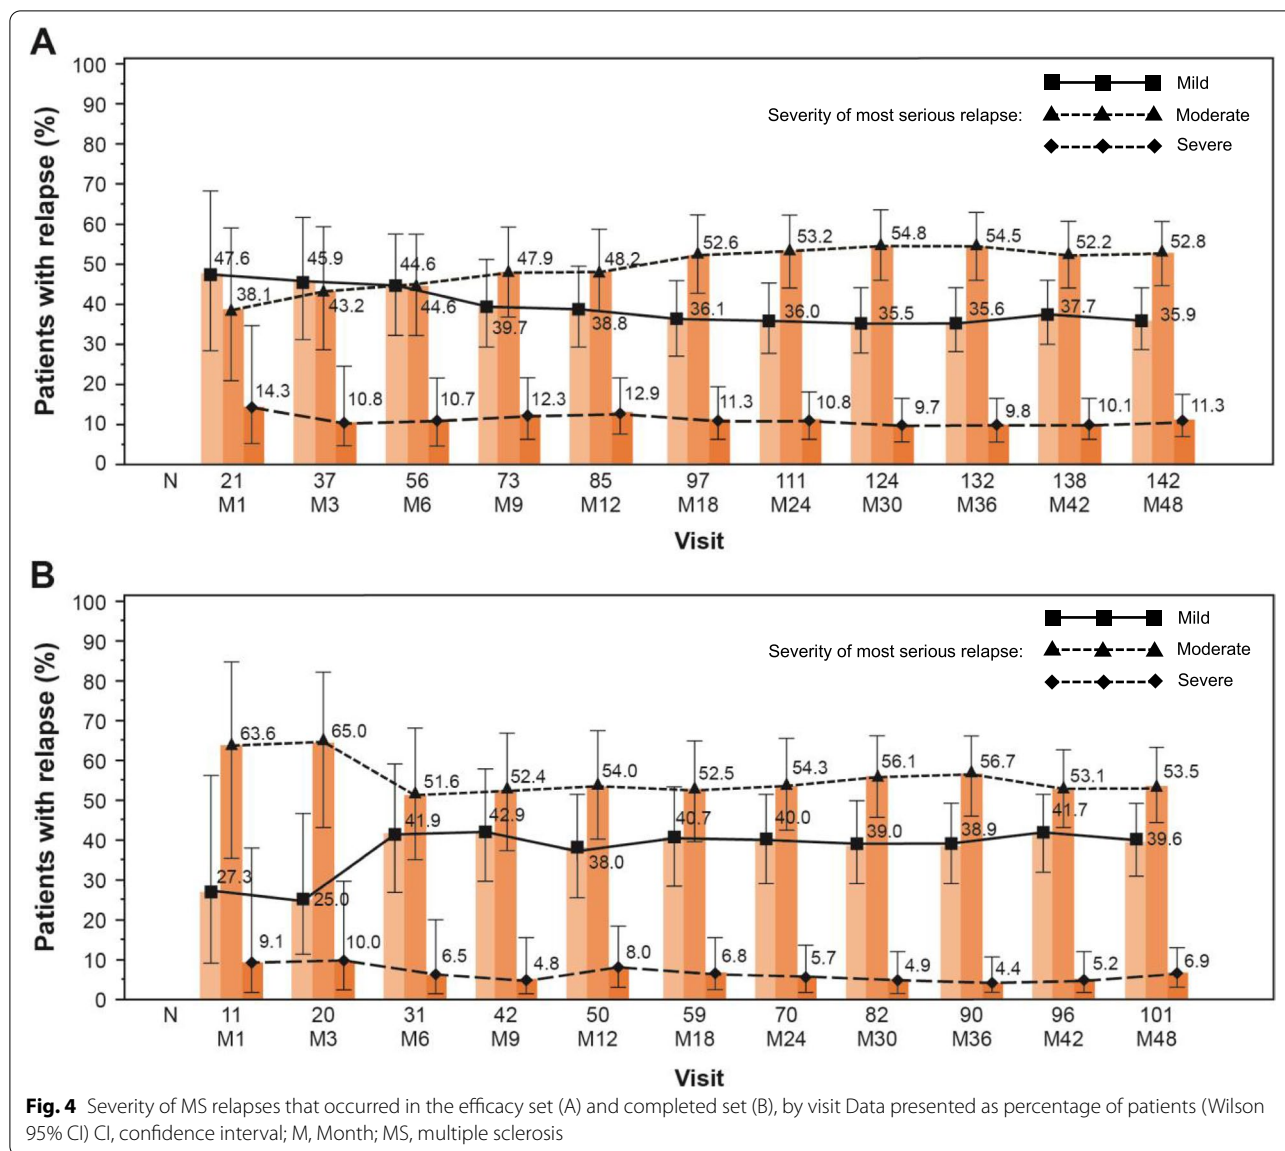 A
Patients with relapse (%)
100
90
80
70
60
50
40
30
20
10
0
Severity of most serious relapse:
Mild
Moderate
Severe
47.6 45.9 44.6 39.7 38.8 36.1 36.0 35.5 35.6 37.7 35.9
38.1 43.2 44.6 47.9 48.2 52.6 53.2 54.8 54.5 52.2 52.8
14.3 10.8 10.7 12.3 12.9 11.3 10.8 9.7 9.8 10.1 11.3
N 21 37 56 73 85 97 111 124 132 138 142
M1 M3 M6 M9 M12 M18 M24 M30 M36 M42 M48
Visit
B
Patients with relapse (%)
100
90
80
70
60
50
40
30
20
10
0
Severity of most serious relapse:
Mild
Moderate
Severe
63.6 65.0 51.6 52.4 54.0 52.5 54.3 56.1 56.7 53.1 53.5
27.3 25.0 41.9 42.9 38.0 40.7 40.0 39.0 38.9 41.7 39.6
9.1 10.0 6.5 4.8 8.0 6.8 5.7 4.9 4.4 5.2 6.9
N 11 20 31 42 50 59 70 82 90 96 101
M1 M3 M6 M9 M12 M18 M24 M30 M36 M42 M48
Visit
Fig. 4 Severity of MS relapses that occurred in the efficacy set (A) and completed set (B), by visit Data presented as percentage of patients (Wilson
95% CI) CI, confidence interval; M, Month; MS, multiple sclerosis